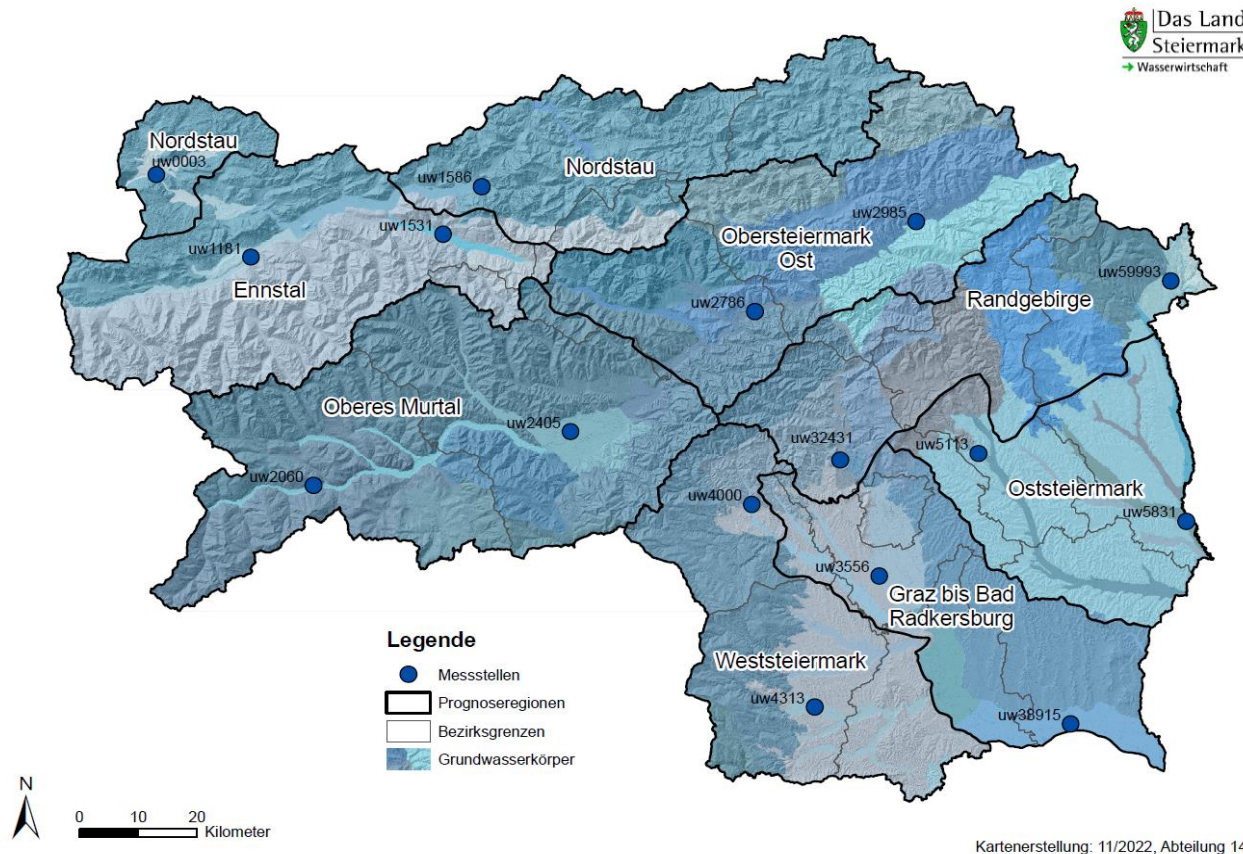 Das Land
Steiermark
→ Wasserwirtschaft
Nordstau
uw0003
Nordstau
uw1586
uw1531
uw1181
Ennstal
uw2985
Obersteiermark
Ost
uw2786
uw59993
Randgebirge
Oberes Murtal
uw2405
uw2060
uw32431
uw5113
Oststeiermark
uw5831
uw4000
uw3556
Graz bis Bad
Radkersburg
Weststeiermark
uw4313
uw38915
Legende
Messstellen
Prognoseregionen
Bezirksgrenzen
Grundwasserkörper
N
0 10 20
Kilometer
Kartenerstellung: 11/2022, Abteilung 14